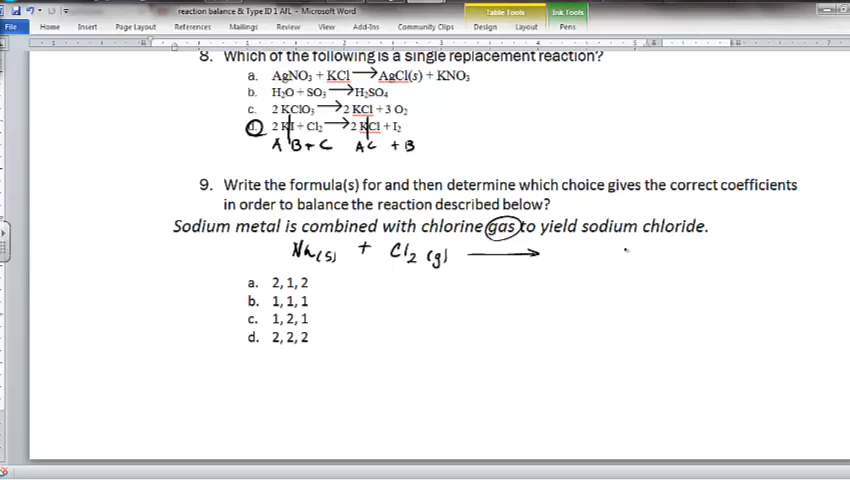 reaction balance & Type ID 1 AFL - Microsoft Word
Table Tools
Ink Tools
File
Home
Insert
Page Layout
References
Mailings
Review
View
Add-Ins
Community Clips
Design
Layout
Pens
8. Which of the following is a single replacement reaction?
a. AgNO₃ + KCl → AgCl(s) + KNO₃
b. H₂O + SO₃ → H₂SO₄
c. 2 KClO₃ → 2 KCl + 3 O₂
d. 2 KI + Cl₂ → 2 KCl + I₂
A B + C AC + B
9. Write the formula(s) for and then determine which choice gives the correct coefficients
in order to balance the reaction described below?
Sodium metal is combined with chlorine gas to yield sodium chloride.
Na(s) + Cl₂(g) →
a. 2, 1, 2
b. 1, 1, 1
c. 1, 2, 1
d. 2, 2, 2